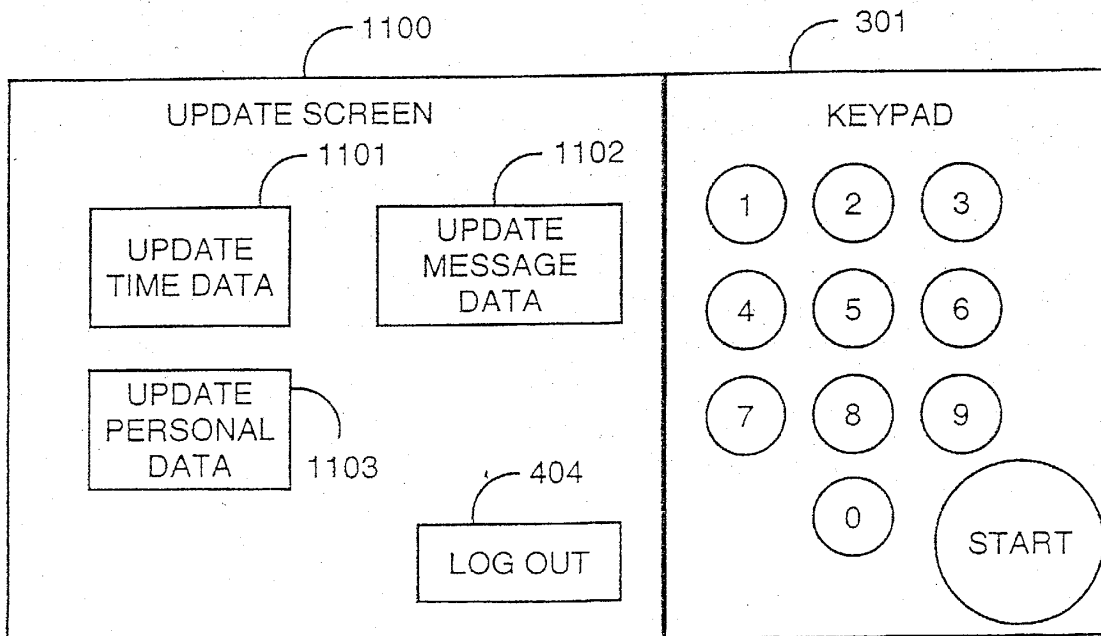 1100
301
UPDATE SCREEN
KEYPAD
1101
1102
UPDATE
TIME DATA
UPDATE
MESSAGE
DATA
1
2
3
4
5
6
UPDATE
PERSONAL
DATA
1103
7
8
9
404
LOG OUT
0
START